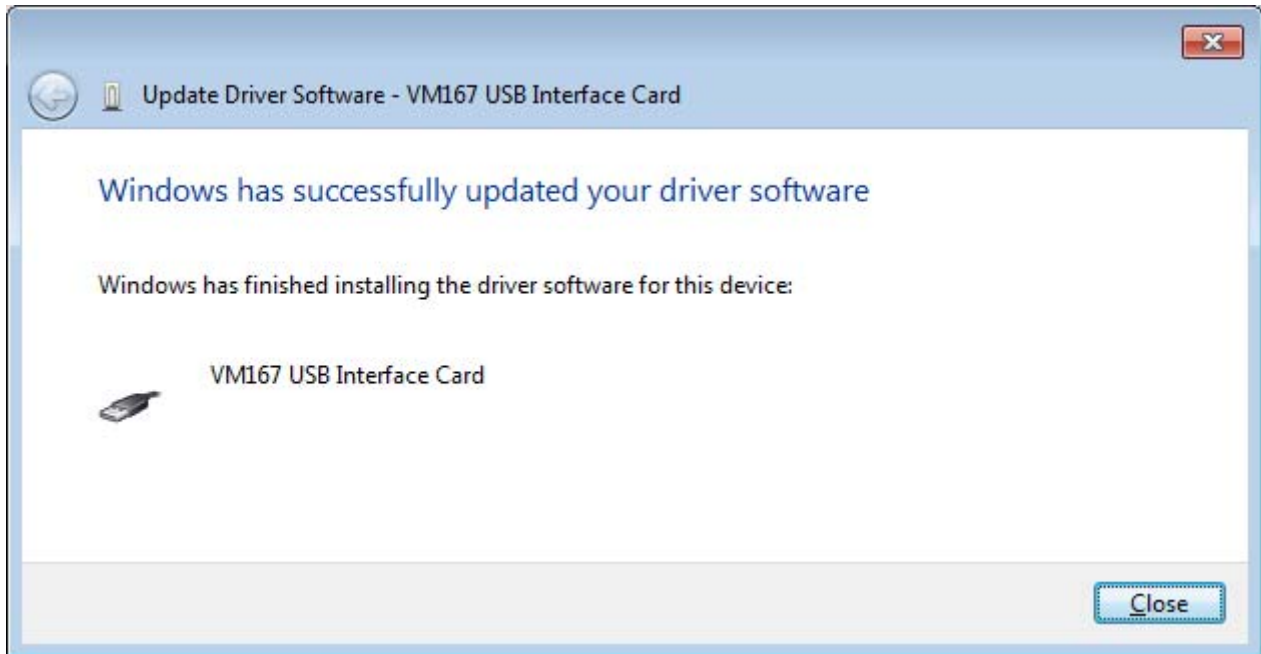 Update Driver Software - VM167 USB Interface Card
Windows has successfully updated your driver software
Windows has finished installing the driver software for this device:
VM167 USB Interface Card
Close